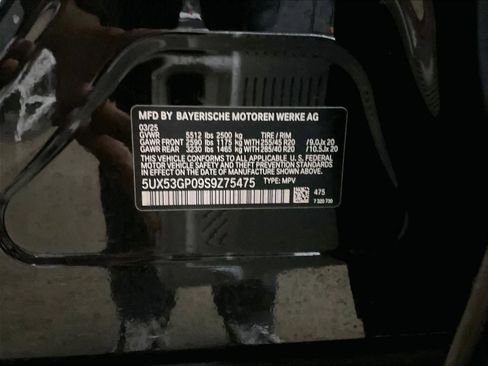 MFD BY BAYERISCHE MOTOREN WERKE AG
03/25
GVWR 5512 lbs 2500 kg TIRE / RIM
GAWR FRONT 2590 lbs 1175 kg 255/45 R20 /9.0Jx 20
GAWR REAR 3230 lbs 1465 kg 285/40 R20 /10.5Jx 20
THIS VEHICLE CONFORMS TO ALL APPLICABLE U.S. FEDERAL
MOTOR VEHICLE SAFETY AND THEFT PREVENTION
STANDARDS IN EFFECT ON THE DATE OF
MANUFACTURE SHOWN ABOVE.
5UX53GP09S9Z75475 TYPE: MPV
475
7 320 730